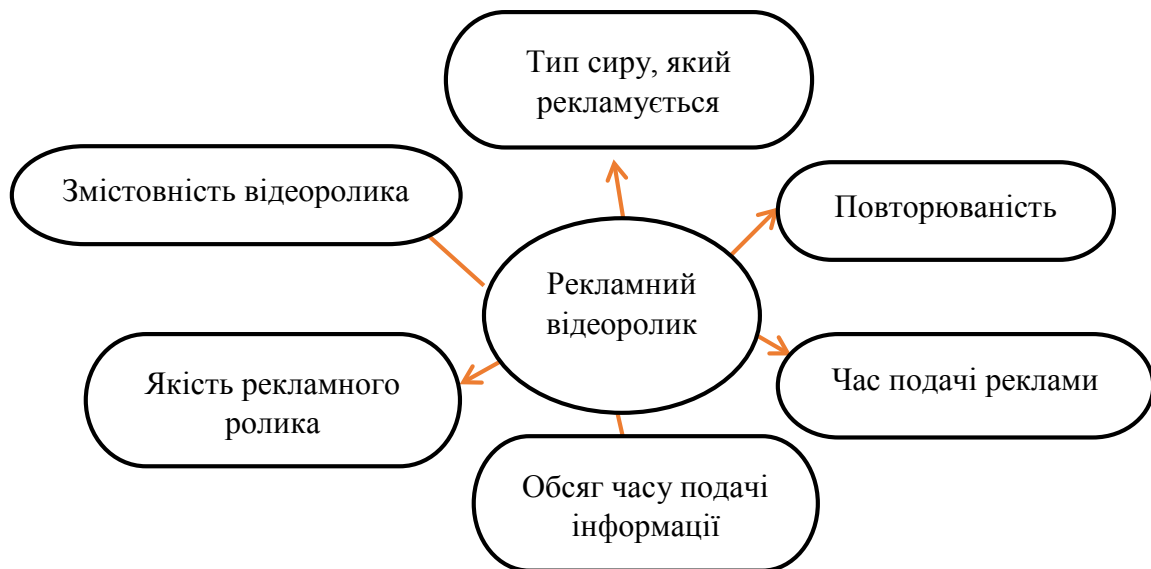 Тип сиру, який
рекламується
Змістовність відеоролика
Повторюваність
Рекламний
відеоролик
Якість рекламного
ролика
Час подачі реклами
Обсяг часу подачі
інформації